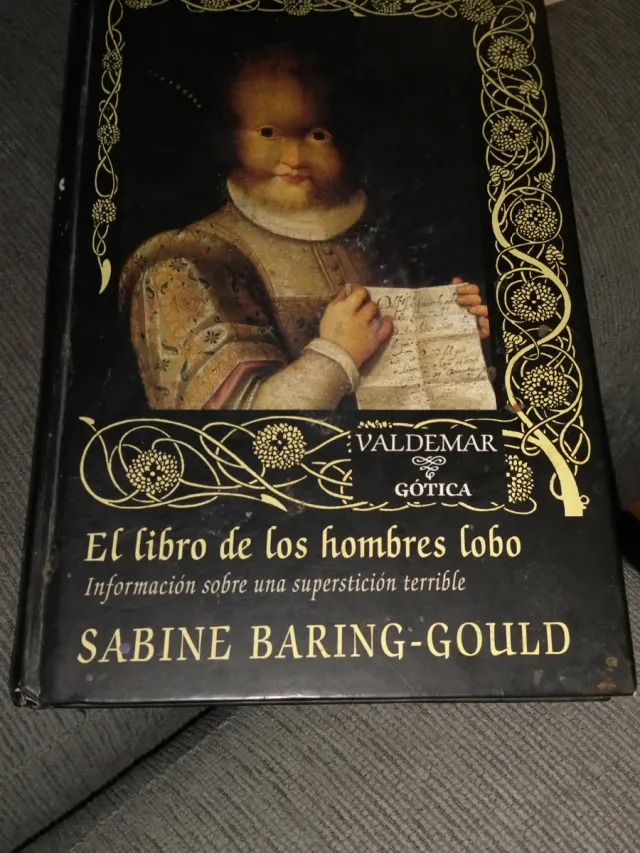 VALDEMAR
GÓTICA
El libro de los hombres lobo
Información sobre una superstición terrible
SABINE BARING-GOULD